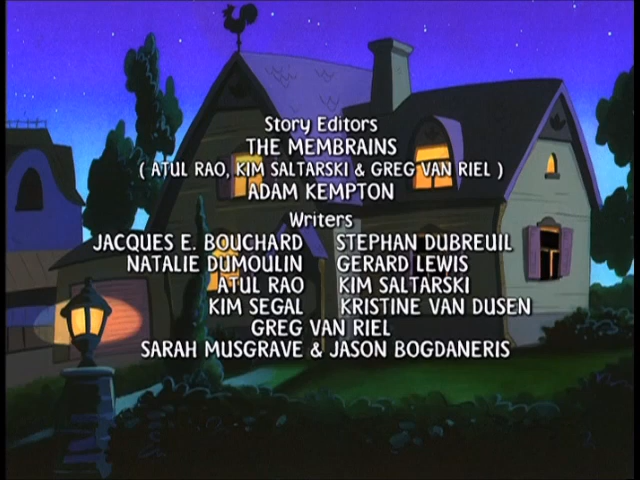 Story Editors
THE MEMBRAINS
( ATUL RAO, KIM SALTARSKI & GREG VAN RIEL )
ADAM KEMPTON
Writers
JACQUES E. BOUCHARD STEPHAN DUBREUIL
NATALIE DUMOULIN GERARD LEWIS
ATUL RAO KIM SALTARSKI
KIM SEGAL KRISTINE VAN DUSEN
GREG VAN RIEL
SARAH MUSGRAVE & JASON BOGDANERIS